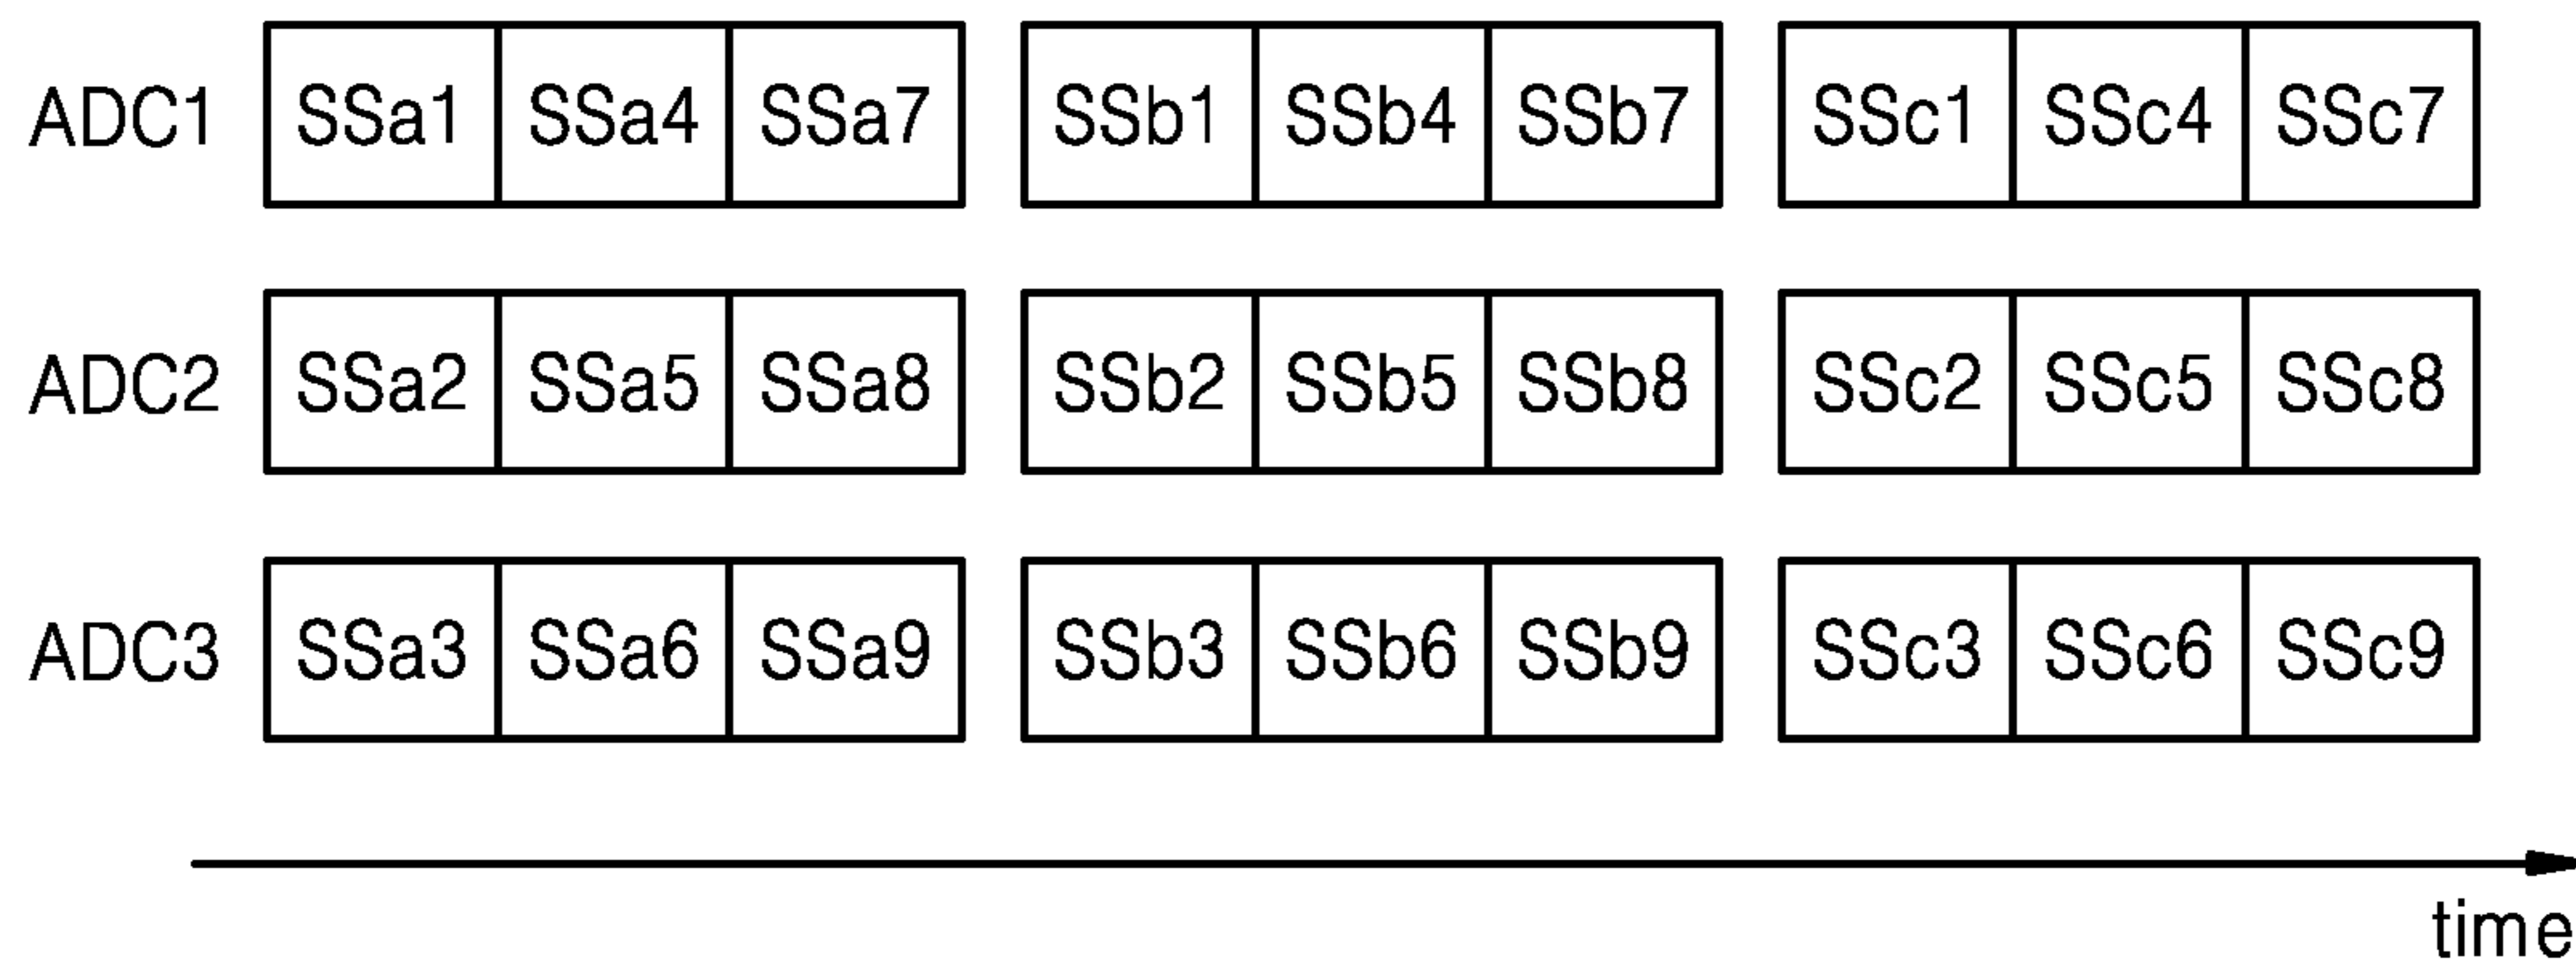 ADC1 SSa1 SSa4 SSa7 SSb1 SSb4 SSb7 SSc1 SSc4 SSc7
ADC2 SSa2 SSa5 SSa8 SSb2 SSb5 SSb8 SSc2 SSc5 SSc8
ADC3 SSa3 SSa6 SSa9 SSb3 SSb6 SSb9 SSc3 SSc6 SSc9
time